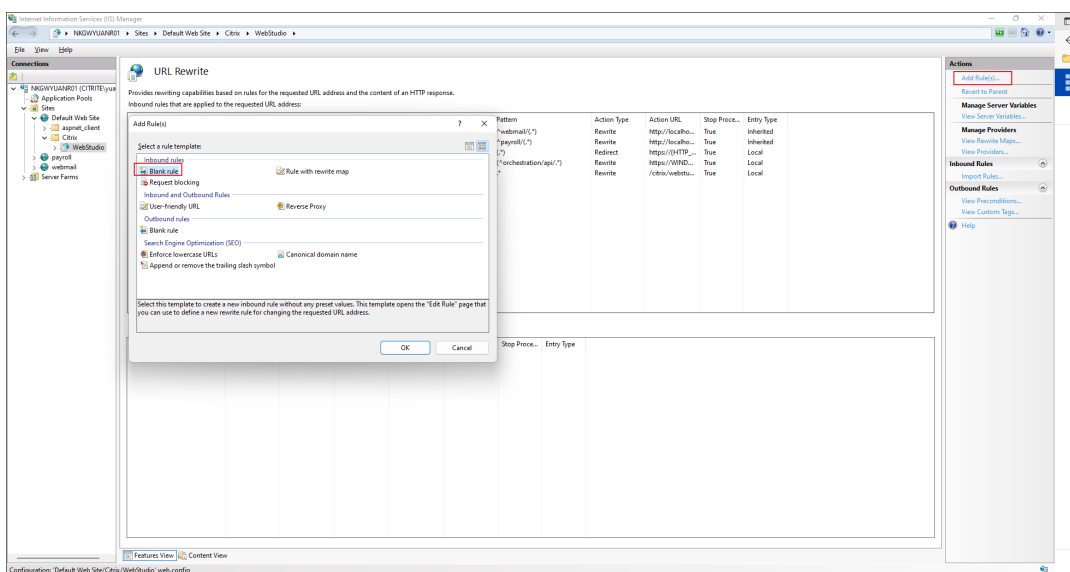 Internet Information Services (IIS) Manager
NKGWYUANR01 Sites Default Web Site Citrix WebStudio
File View Help
Connections
NKGWYUANR01 (CITRITE\yua
Application Pools
Sites
Default Web Site
aspnet_client
Citrix
WebStudio
payroll
webmail
Server Farms
URL Rewrite
Provides rewriting capabilities based on rules for the requested URL address and the content of an HTTP response.
Inbound rules that are applied to the requested URL address:
Pattern Action Type Action URL Stop Proce... Entry Type
^webmail/(.*) Rewrite http://localho... True Inherited
^payroll/(.*) Rewrite http://localho... True Inherited
(.*) Redirect https://{HTTP_... True Local
(^orchestration/api/.*) Rewrite https://WIND... True Local
.* Rewrite /citrix/webstu... True Local
Add Rule(s) ?
Select a rule template:
Inbound rules
Blank rule Rule with rewrite map
Request blocking
Inbound and Outbound Rules
User-friendly URL Reverse Proxy
Outbound rules
Blank rule
Search Engine Optimization (SEO)
Enforce lowercase URLs Canonical domain name
Append or remove the trailing slash symbol
Select this template to create a new inbound rule without any preset values. This template opens the "Edit Rule" page that
you can use to define a new rewrite rule for changing the requested URL address.
OK Cancel
Stop Proce... Entry Type
Features View Content View
Actions
Add Rule(s)...
Revert to Parent
Manage Server Variables
View Server Variables...
Manage Providers
View Rewrite Maps...
View Providers...
Inbound Rules
Import Rules...
Outbound Rules
View Preconditions...
View Custom Tags...
Help
Configuration: 'Default Web Site/Citrix/WebStudio' web.config